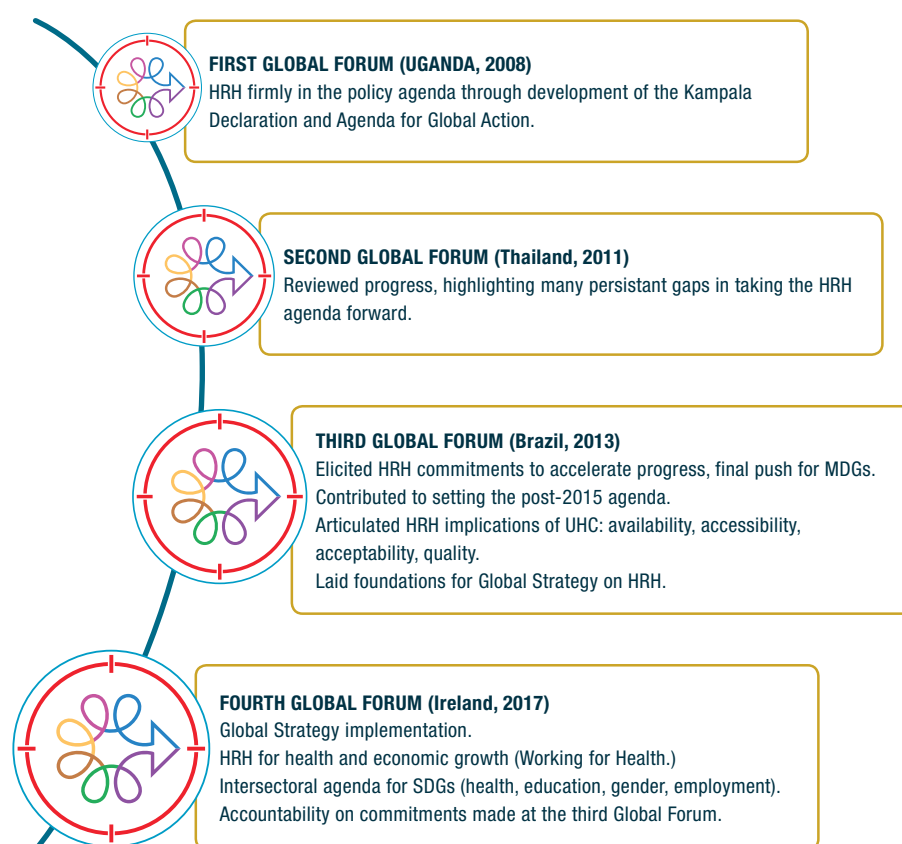 FIRST GLOBAL FORUM (UGANDA, 2008)
HRH firmly in the policy agenda through development of the Kampala
Declaration and Agenda for Global Action.
SECOND GLOBAL FORUM (Thailand, 2011)
Reviewed progress, highlighting many persistant gaps in taking the HRH
agenda forward.
THIRD GLOBAL FORUM (Brazil, 2013)
Elicited HRH commitments to accelerate progress, final push for MDGs.
Contributed to setting the post-2015 agenda.
Articulated HRH implications of UHC: availability, accessibility,
acceptability, quality.
Laid foundations for Global Strategy on HRH.
FOURTH GLOBAL FORUM (Ireland, 2017)
Global Strategy implementation.
HRH for health and economic growth (Working for Health.)
Intersectoral agenda for SDGs (health, education, gender, employment).
Accountability on commitments made at the third Global Forum.